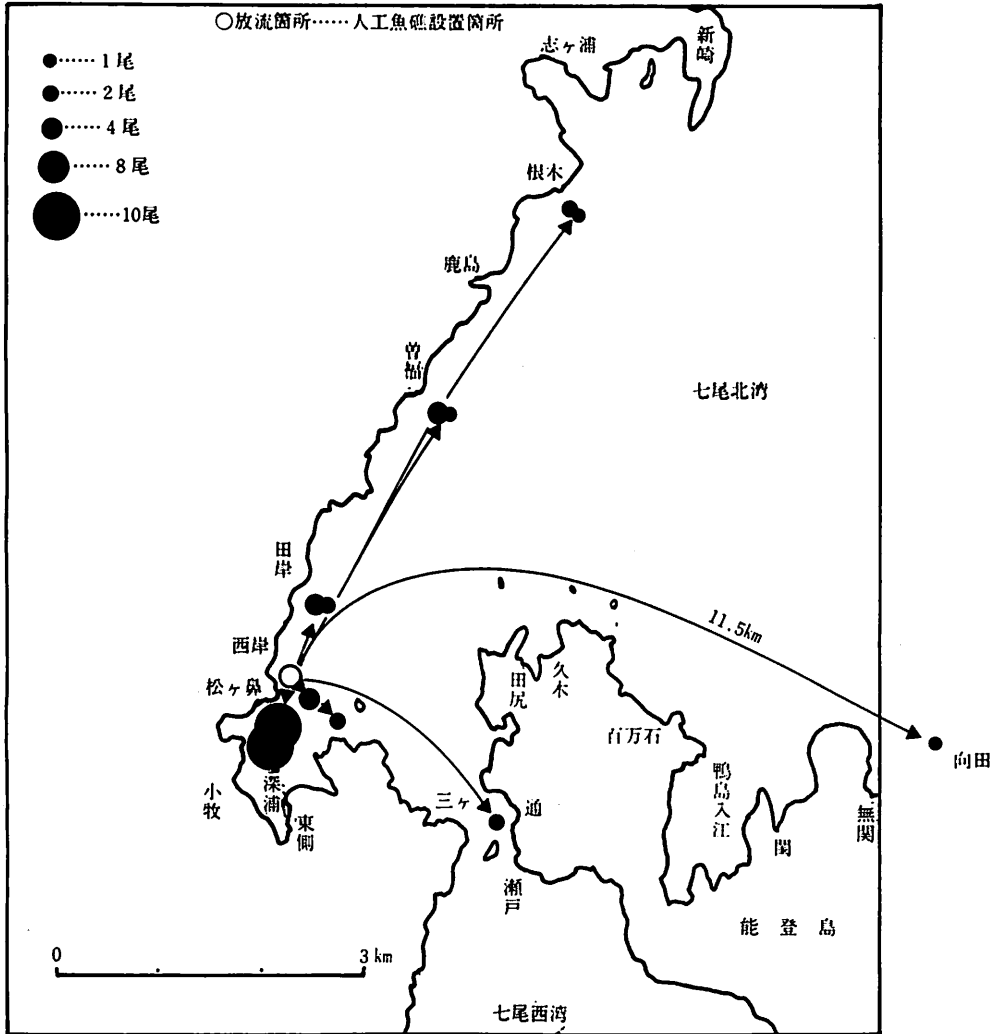 ○放流箇所……人工魚礁設置箇所
●……1尾
●……2尾
●……4尾
●……8尾
●……10尾
新崎
志ヶ浦
根木
鹿島
曽福
七尾北湾
田岸
11.5km
西岸
松ヶ鼻
田尻
久木
百万石
向田
小牧
深浦
東側
三ヶ
通
鴨島入江
閨
無関
瀬戸
能登島
0
3km
七尾西湾